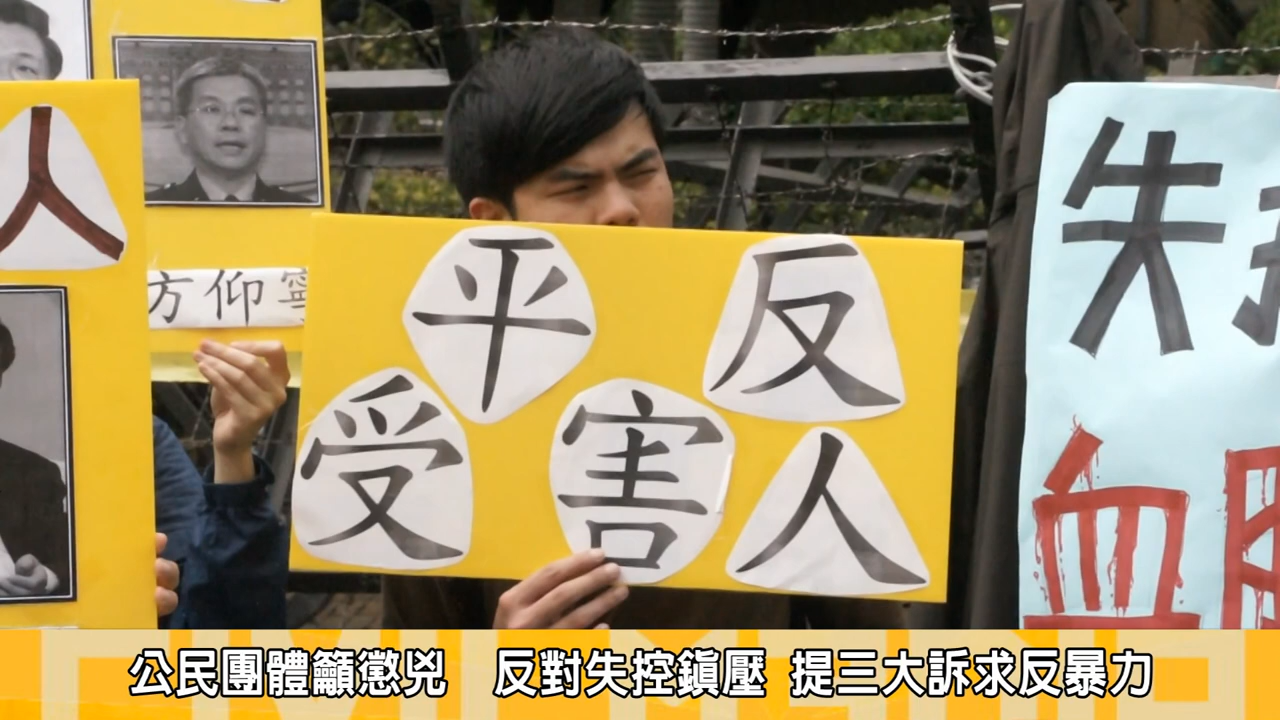 人
方仰寧
平反
受害人
失
血
公民團體籲懲兇 反對失控鎮壓 提三大訴求反暴力